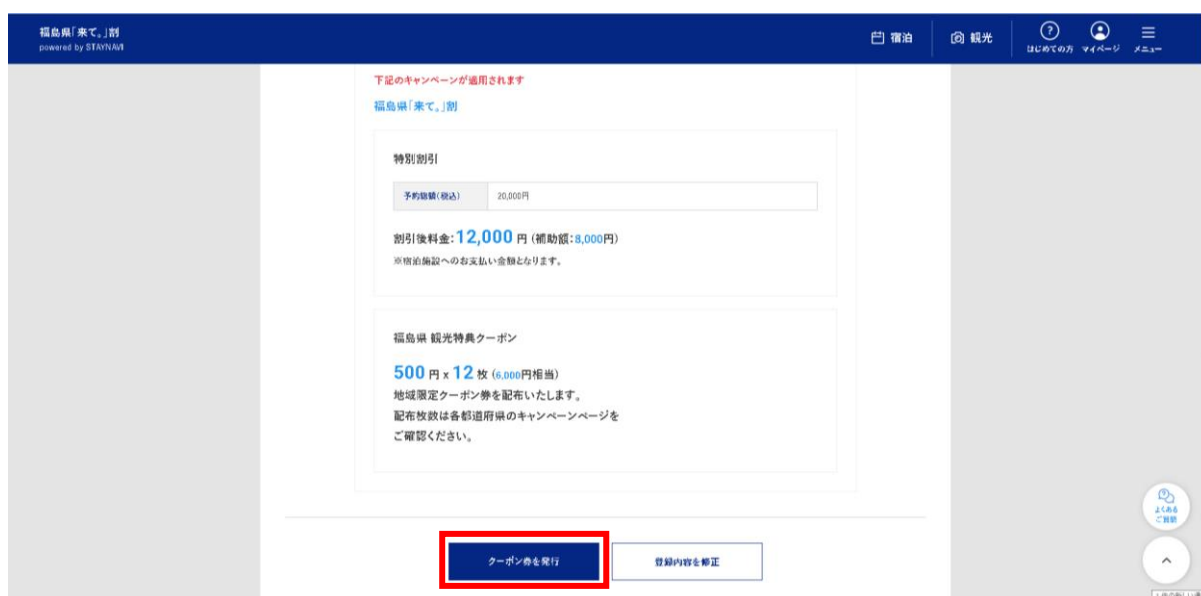 福島県「来て。」割
powered by STAYNAVI
宿泊
観光
はじめての方
マイページ
メニュー
下記のキャンペーンが適用されます
福島県「来て。」割
特別割引
予約総額(税込)
20,000円
割引後料金:12,000 円 (補助額:8,000円)
※宿泊施設へのお支払い金額となります。
福島県 観光特典クーポン
500 円 x 12 枚 (6,000円相当)
地域限定クーポン券を配布いたします。
配布枚数は各都道府県のキャンペーンページを
ご確認ください。
よくある
ご質問
クーポン券を発行
登録内容を修正